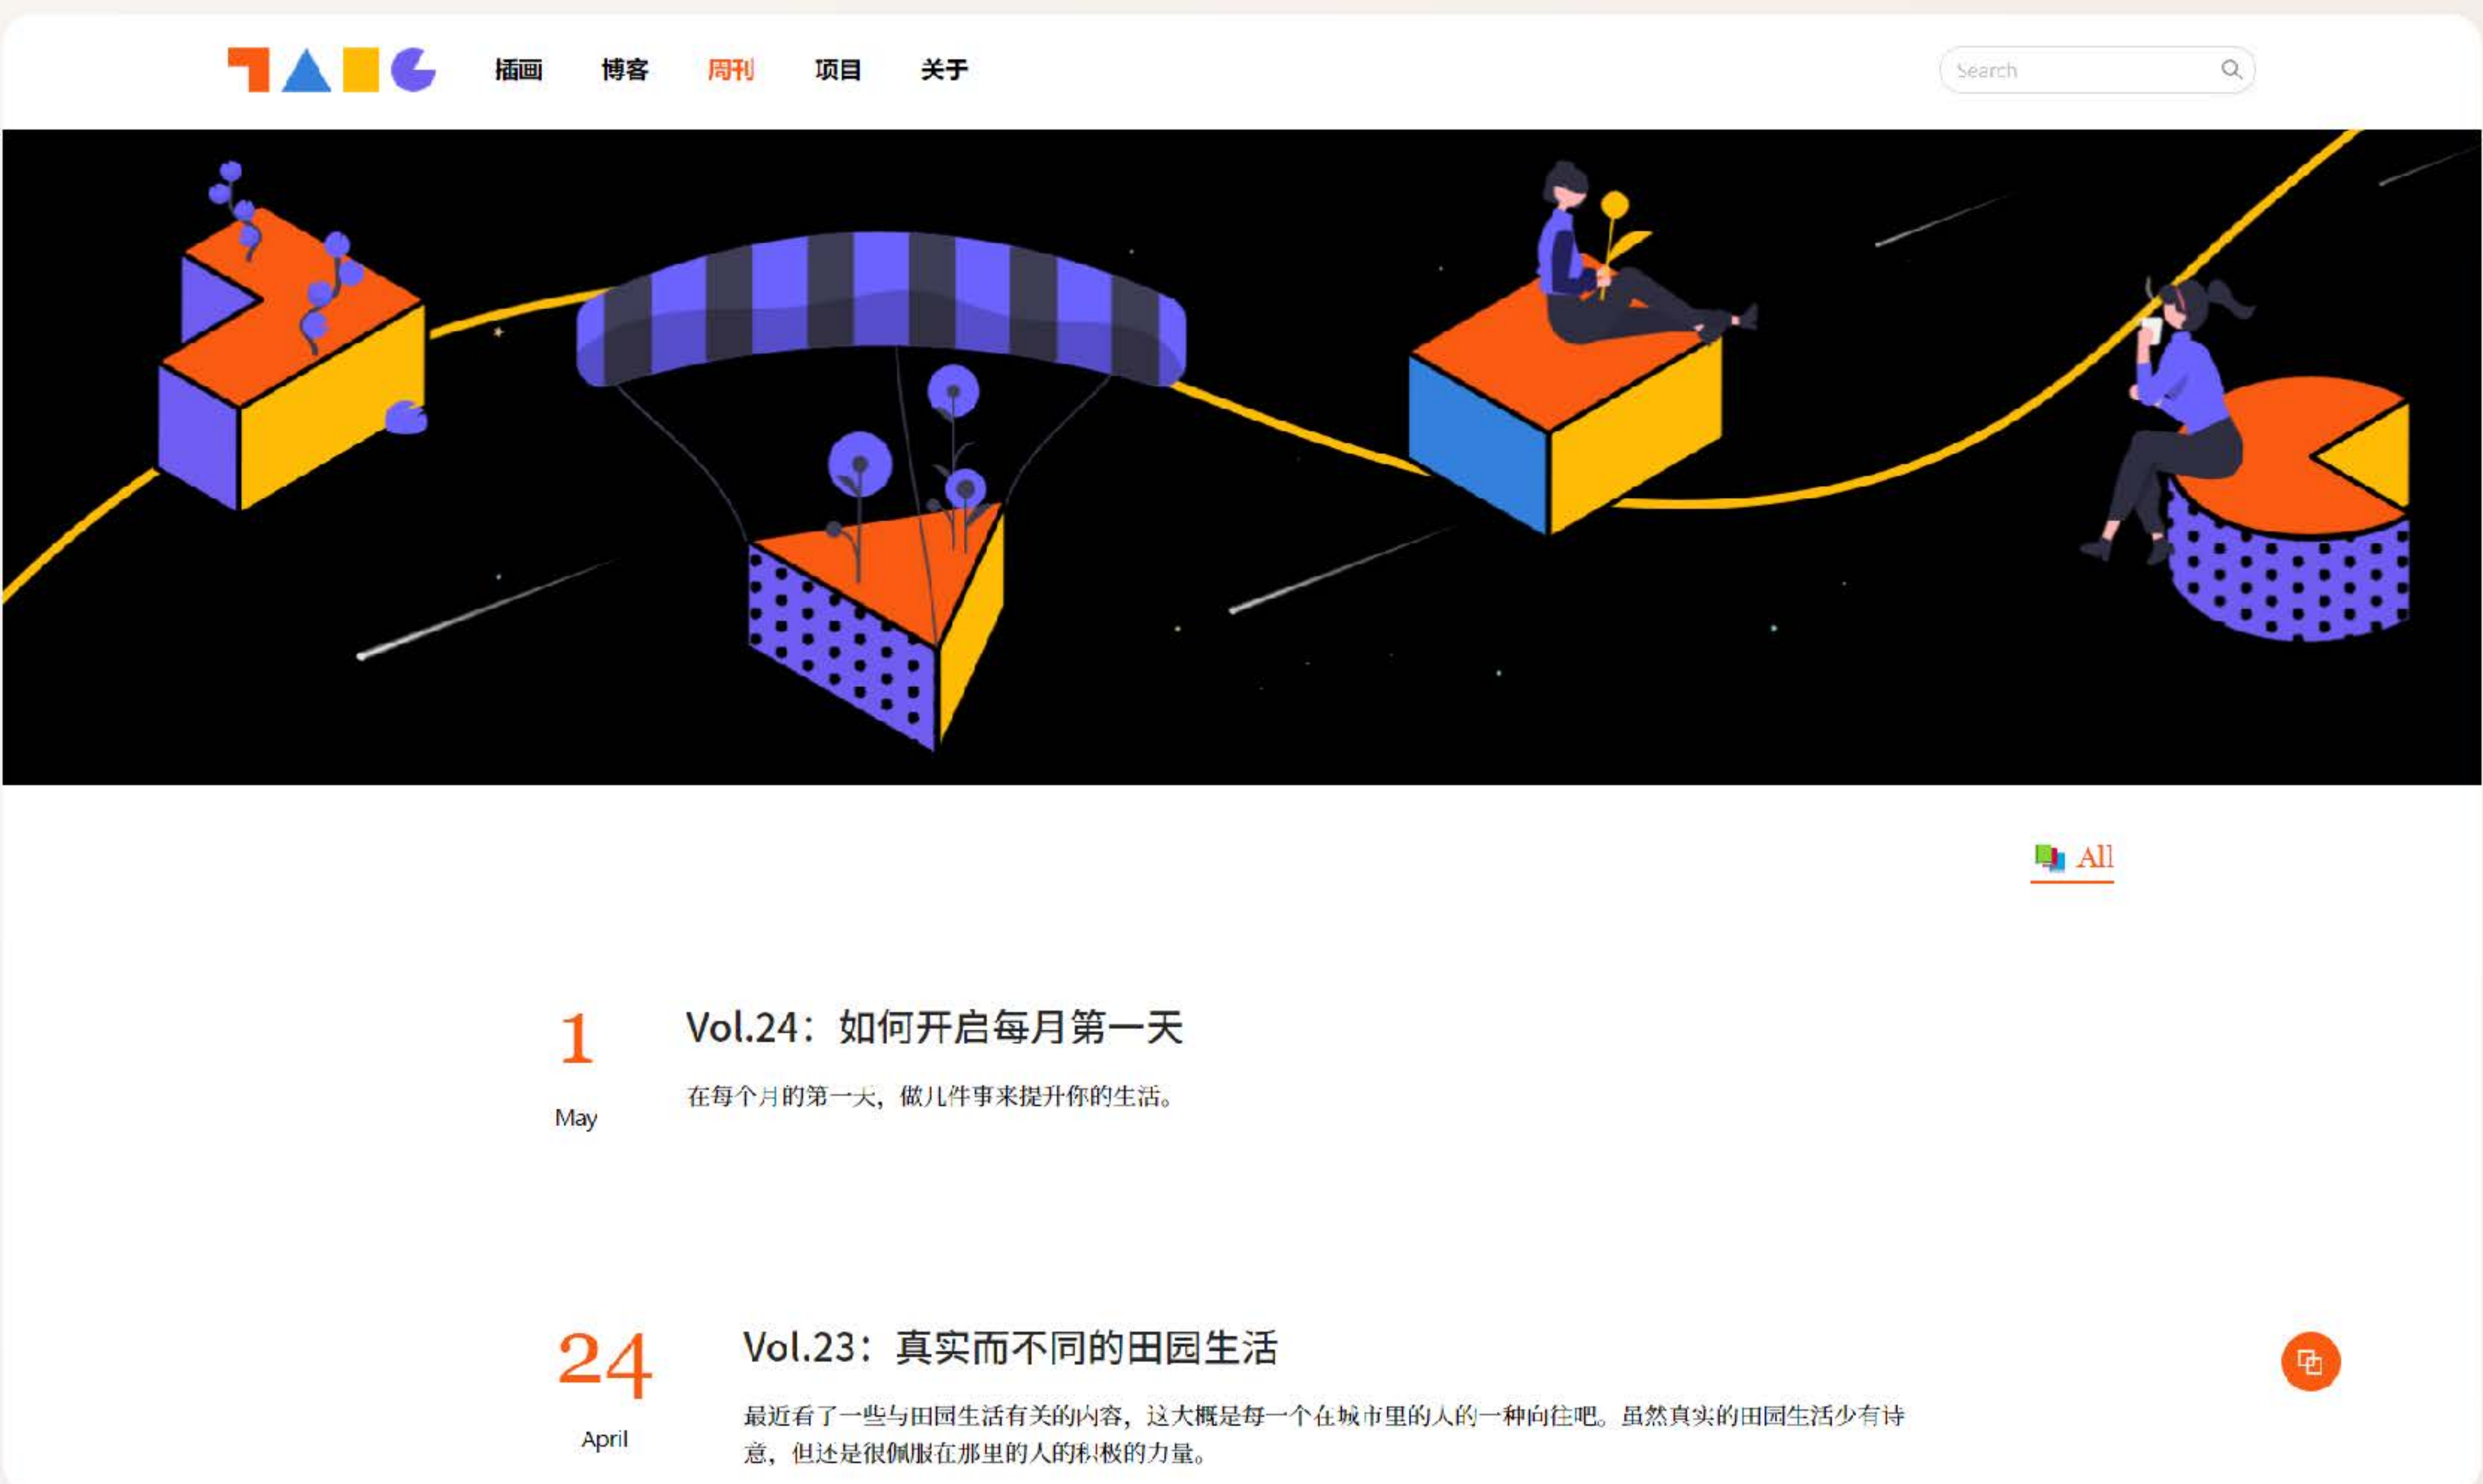 插画 博客 周刊 项目 关于 Search
All
1
May
Vol.24：如何开启每月第一天
在每个月的第一天，做几件事来提升你的生活。
24
April
Vol.23：真实而不同的田园生活
最近看了一些与田园生活有关的内容，这大概是每一个在城市里的人的一种向往吧。虽然真实的田园生活少有诗
意，但还是很佩服在那里的人的积极的力量。